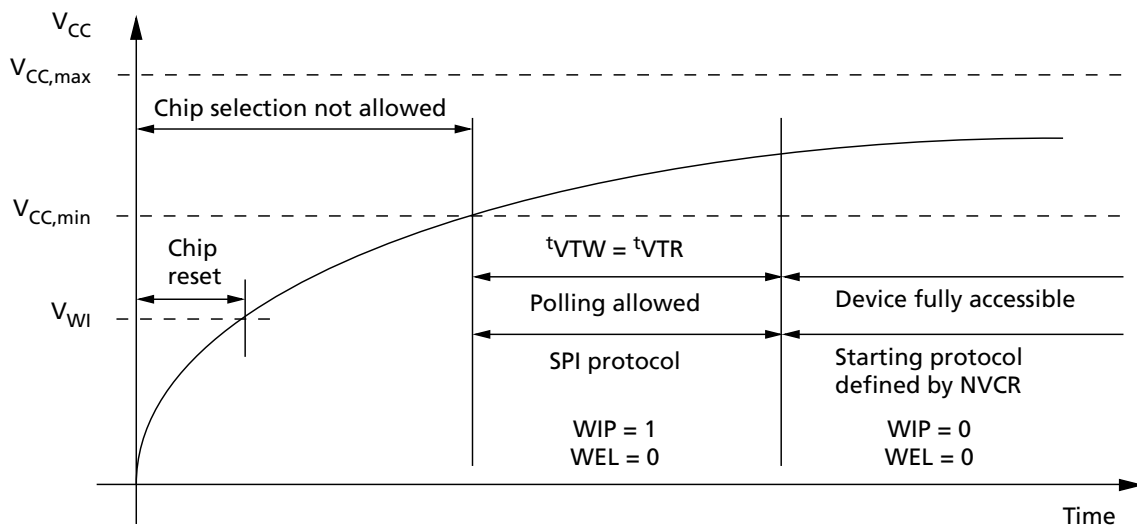 VCC
VCC,max
Chip selection not allowed
VCC,min
Chip
reset
tVTW = tVTR
VWI
Polling allowed
Device fully accessible
SPI protocol
Starting protocol
defined by NVCR
WIP = 1
WEL = 0
WIP = 0
WEL = 0
Time